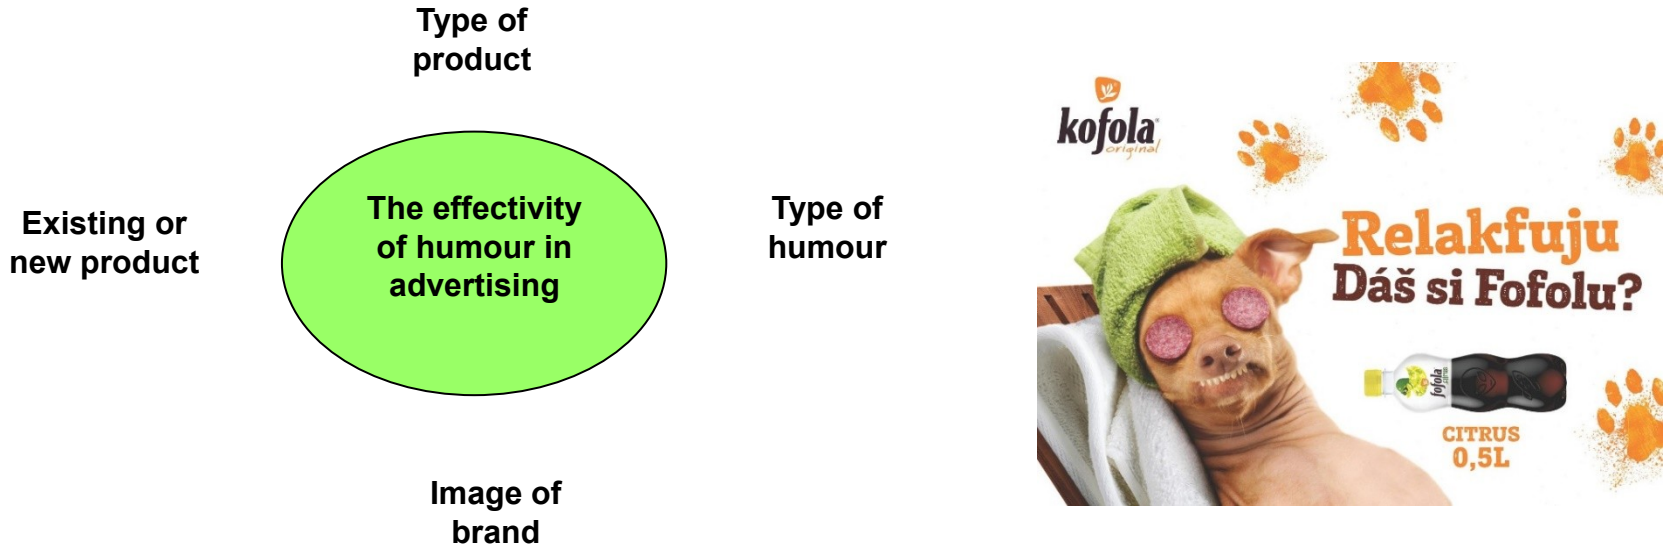 Type of
product
Existing or
new product
The effectivity
of humour in
advertising
Type of
humour
Image of
brand
kofola
original
Relakfuju
Dáš si Fofolu?
fofola
CITRUS
0,5L